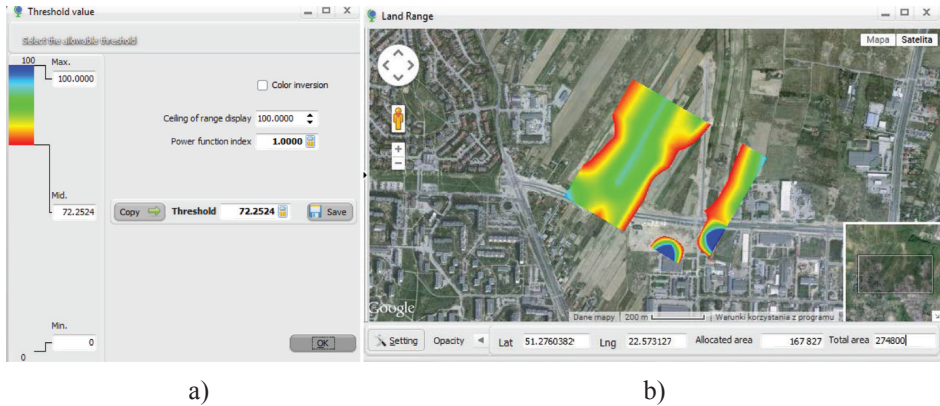 Threshold value
Select the allowable threshold
100
Max.
100.0000
Color inversion
Ceiling of range display 100.0000
Power function index 1.0000
Mid.
72.2524
Copy Threshold 72.2524 Save
Min.
0
0
OK
a)
Land Range
Mapa Satelita
Google
Dane mapy 200 m Warunki korzystania z programu
Setting Opacity Lat 51.2760382 Lng 22.573127 Allocated area 167 827 Total area 274800
b)